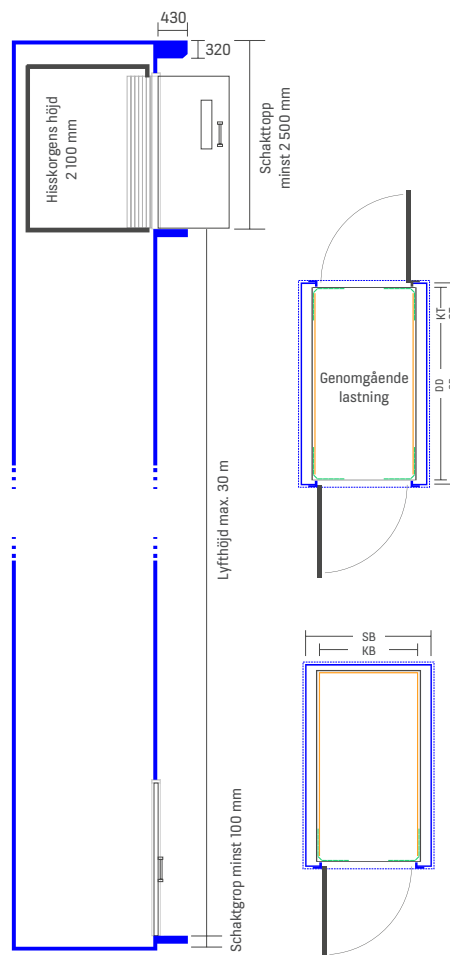 430
320
Hisskorgens höjd
2 100 mm
Schakttopp
minst 2 500 mm
Genomgående
lastning
KT
DD
Lyfthöjd max. 30 m
SB
KB
Schaktgrop minst 100 mm